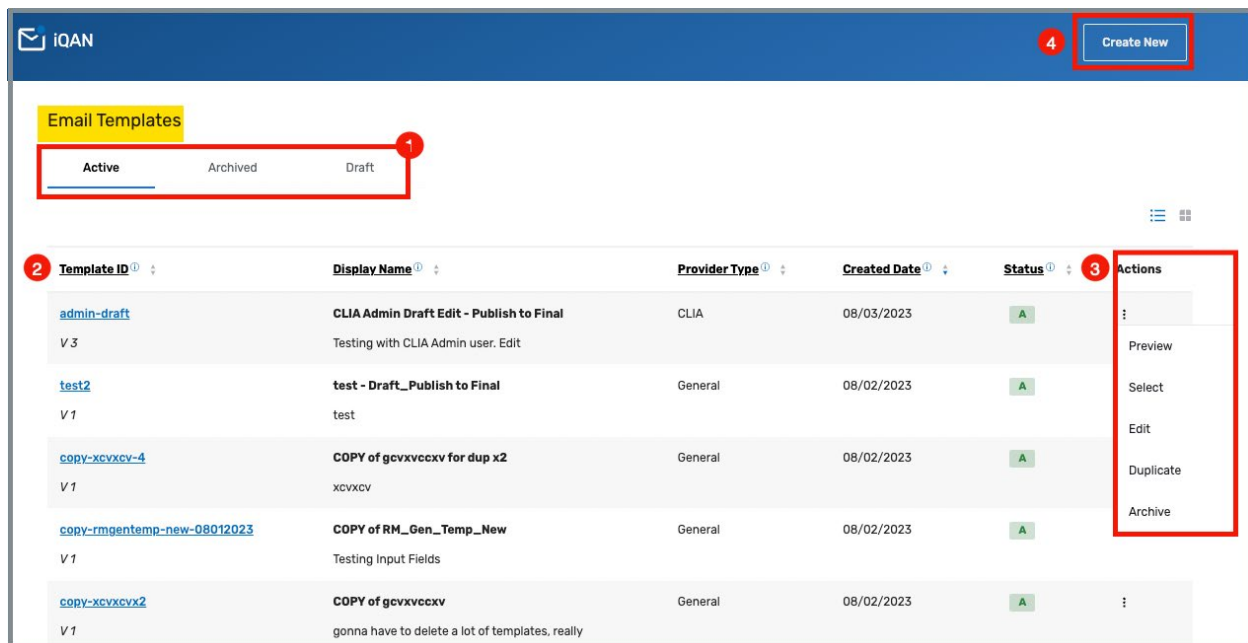 iQAN
4 Create New
Email Templates
1
Active Archived Draft
2 Template ID Display Name Provider Type Created Date Status 3 Actions
admin-draft CLIA Admin Draft Edit - Publish to Final CLIA 08/03/2023 A
V 3 Testing with CLIA Admin user. Edit
Preview
test2 test - Draft_Publish to Final General 08/02/2023 A Select
V 1 test
Edit
copy-xcvxcv-4 COPY of gcvxvccxv for dup x2 General 08/02/2023 A
Duplicate
V 1 xcvxcv
Archive
copy-rmgentemp-new-08012023 COPY of RM_Gen_Temp_New General 08/02/2023 A
V 1 Testing Input Fields
copy-xcvxcvx2 COPY of gcvxvccxv General 08/02/2023 A
V 1 gonna have to delete a lot of templates, really